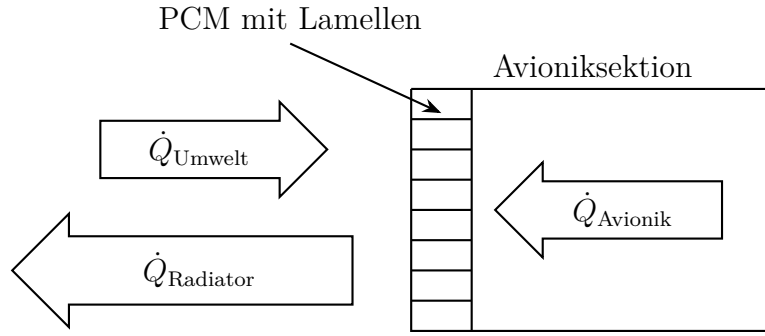 PCM mit Lamellen
Avioniksektion
Q̇Umwelt
Q̇Avionik
Q̇Radiator